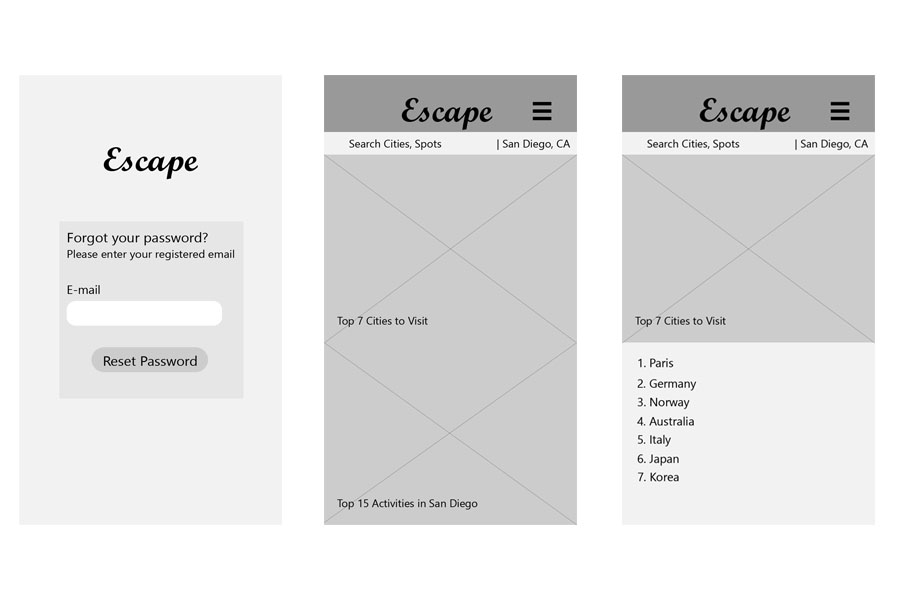 Escape
Forgot your password?
Please enter your registered email
E-mail
Reset Password
Escape
Search Cities, Spots | San Diego, CA
Top 7 Cities to Visit
Top 15 Activities in San Diego
Escape
Search Cities, Spots | San Diego, CA
Top 7 Cities to Visit
1. Paris
2. Germany
3. Norway
4. Australia
5. Italy
6. Japan
7. Korea